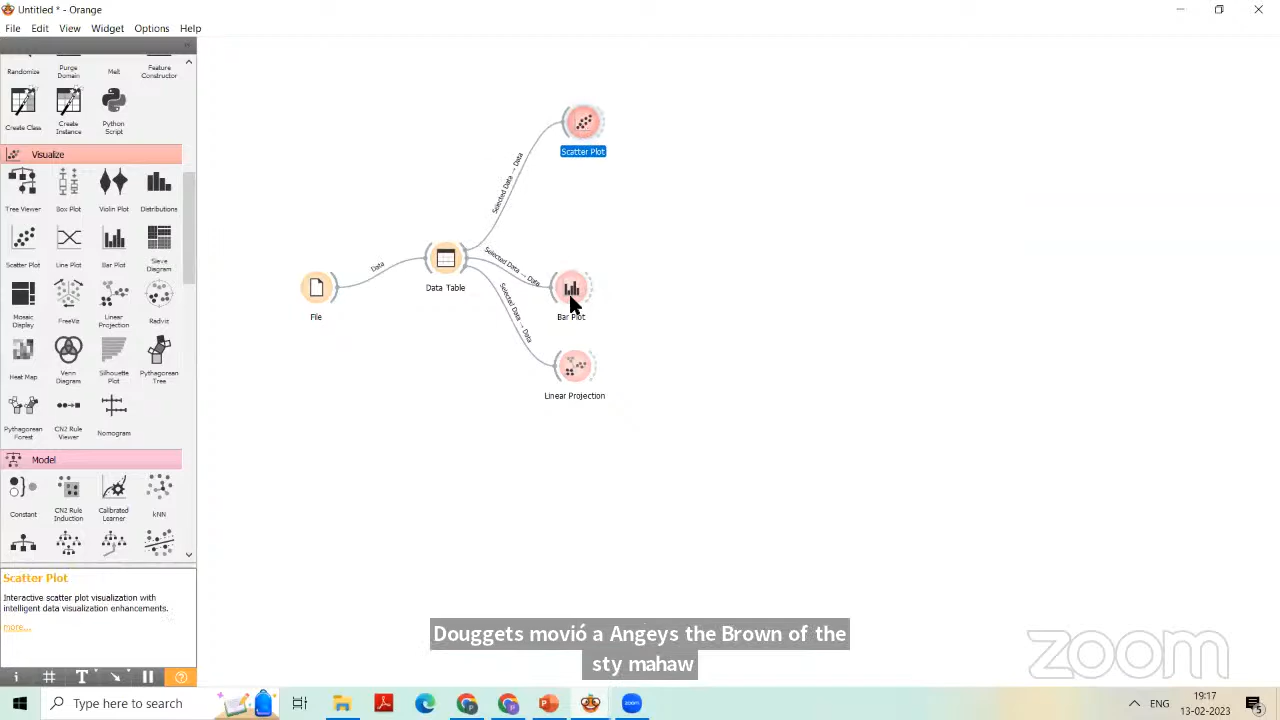 Untitled * - Orange
File Edit View Widget Options Help
Randomize
Purge Domain
Melt
Feature Constructor
Create Class
Create Instance
Python Script
Visualize
Tree Viewer
Box Plot
Violin Plot
Distributions
Scatter Plot
Line Plot
Bar Plot
Sieve Diagram
Mosaic Display
FreeViz
Linear Projection
Radviz
Heat Map
Venn Diagram
Silhouette Plot
Pythagorean Tree
Pythagorean Forest
CN2 Rule Viewer
Nomogram
Model
Constant
CN2 Rule Induction
Calibrated Learner
kNN
Scatter Plot
Interactive scatter plot visualization with
intelligent data visualization enhancements.
more...
File
Data
Data Table
Selected Data → Data
Scatter Plot
Selected Data → Data
Bar Plot
Selected Data → Data
Linear Projection
Douggets movió a Angeys the Brown of the
sty mahaw
zoom
Type here to search
zoom
ENG
19:17
13-02-2023
5